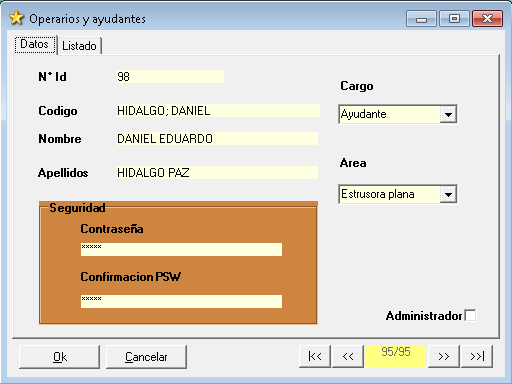 Operarios y ayudantes
Datos Listado
N° Id 98
Codigo HIDALGO; DANIEL
Nombre DANIEL EDUARDO
Apellidos HIDALGO PAZ
Cargo
Ayudante
Area
Estrusora plana
Seguridad
Contraseña
*****
Confirmacion PSW
*****
Administrador
Ok Cancelar |<< << 95/95 >> >>|